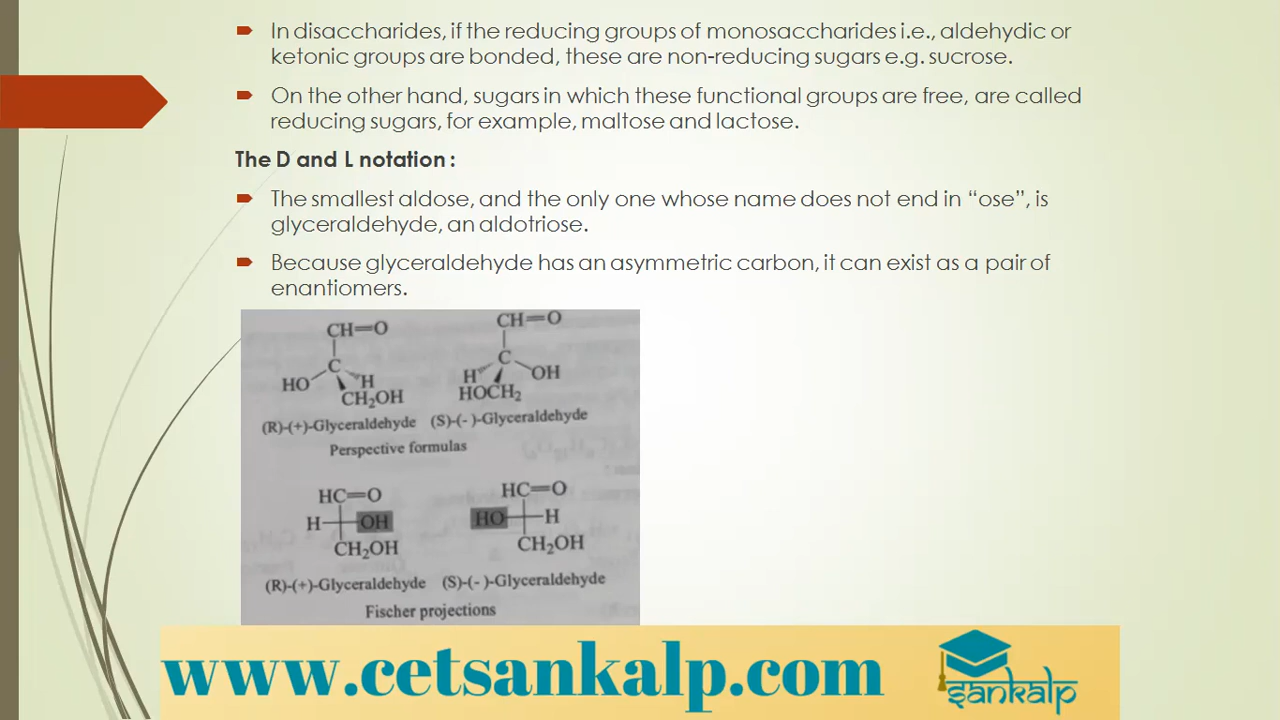 In disaccharides, if the reducing groups of monosaccharides i.e., aldehydic or
ketonic groups are bonded, these are non-reducing sugars e.g. sucrose.
On the other hand, sugars in which these functional groups are free, are called
reducing sugars, for example, maltose and lactose.
The D and L notation :
The smallest aldose, and the only one whose name does not end in “ose”, is
glyceraldehyde, an aldotriose.
Because glyceraldehyde has an asymmetric carbon, it can exist as a pair of
enantiomers.
CH=O CH=O
C C
HO H H OH
CH₂OH HOCH₂
(R)-(+)-Glyceraldehyde (S)-(- )-Glyceraldehyde
Perspective formulas
HC=O HC=O
H OH HO H
CH₂OH CH₂OH
(R)-(+)-Glyceraldehyde (S)-(- )-Glyceraldehyde
Fischer projections
www.cetsankalp.com
sankalp